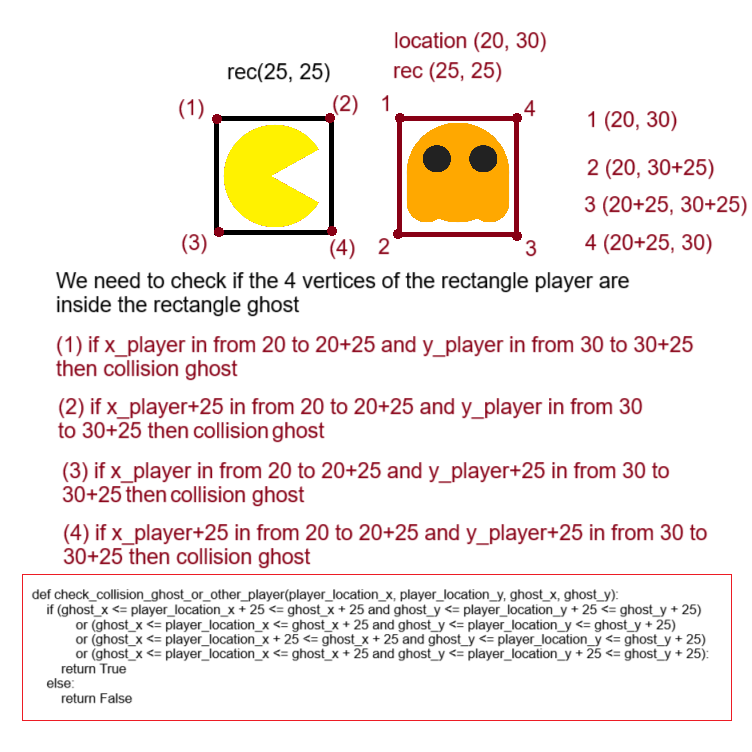 location (20, 30)
rec(25, 25)
rec (25, 25)
(1)
(2)
1
4
1 (20, 30)
2 (20, 30+25)
3 (20+25, 30+25)
(3)
(4)
2
3
4 (20+25, 30)
We need to check if the 4 vertices of the rectangle player are
inside the rectangle ghost
(1) if x_player in from 20 to 20+25 and y_player in from 30 to 30+25
then collision ghost
(2) if x_player+25 in from 20 to 20+25 and y_player in from 30
to 30+25 then collision ghost
(3) if x_player in from 20 to 20+25 and y_player+25 in from 30 to
30+25 then collision ghost
(4) if x_player+25 in from 20 to 20+25 and y_player+25 in from 30 to
30+25 then collision ghost
def check_collision_ghost_or_other_player(player_location_x, player_location_y, ghost_x, ghost_y):
if (ghost_x <= player_location_x + 25 <= ghost_x + 25 and ghost_y <= player_location_y + 25 <= ghost_y + 25)
or (ghost_x <= player_location_x <= ghost_x + 25 and ghost_y <= player_location_y <= ghost_y + 25)
or (ghost_x <= player_location_x + 25 <= ghost_x + 25 and ghost_y <= player_location_y <= ghost_y + 25)
or (ghost_x <= player_location_x <= ghost_x + 25 and ghost_y <= player_location_y + 25 <= ghost_y + 25):
return True
else:
return False